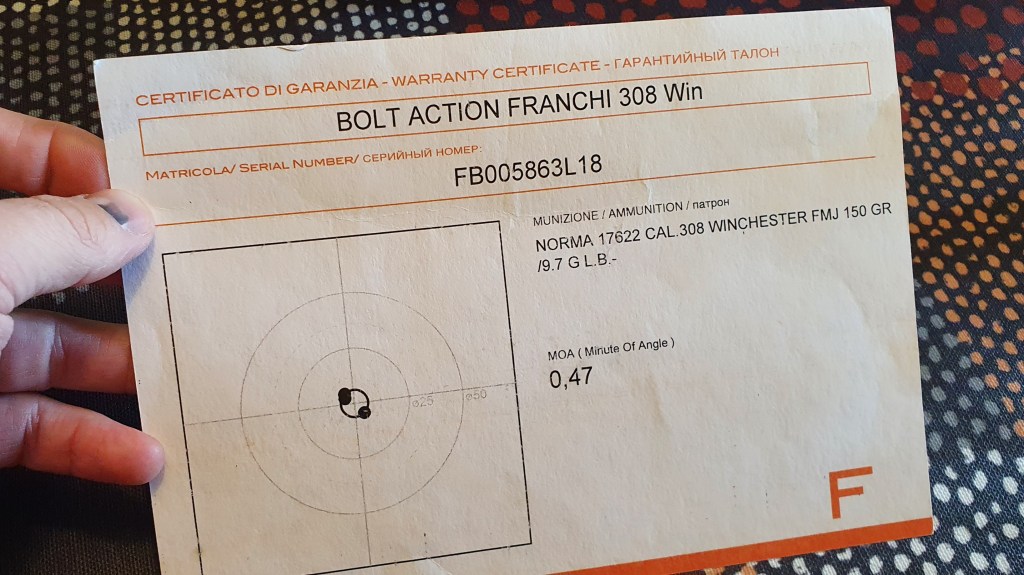 CERTIFICATO DI GARANZIA - WARRANTY CERTIFICATE - ГАРАНТИЙНЫЙ ТАЛОН
BOLT ACTION FRANCHI 308 Win
MATRICOLA/ SERIAL NUMBER/ СЕРИЙНЫЙ НОМЕР:
FB005863L18
MUNIZIONE / AMMUNITION / патрон
NORMA 17622 CAL.308 WINCHESTER FMJ 150 GR
/9.7 G L.B.-
MOA ( Minute Of Angle )
0,47
ø25
ø50
F